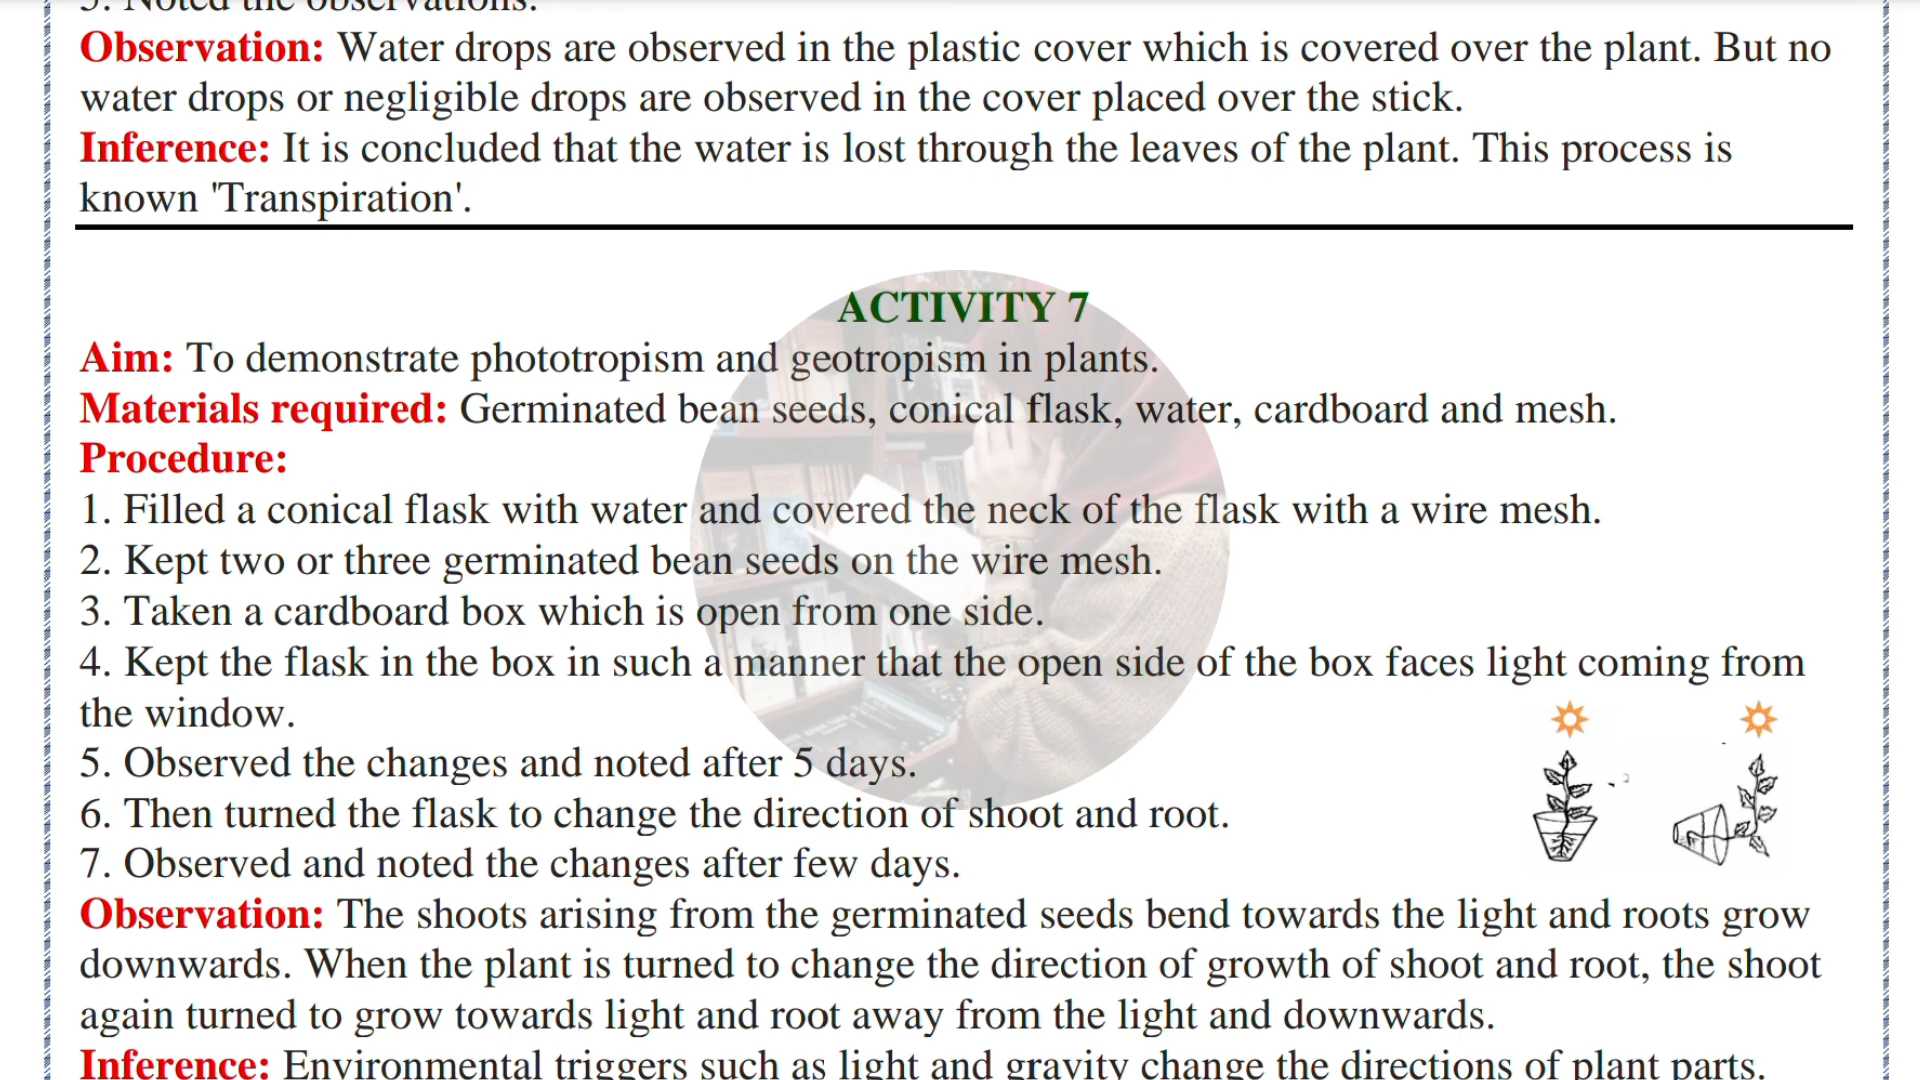 5. Noted the observations.
Observation: Water drops are observed in the plastic cover which is covered over the plant. But no
water drops or negligible drops are observed in the cover placed over the stick.
Inference: It is concluded that the water is lost through the leaves of the plant. This process is
known 'Transpiration'.
ACTIVITY 7
Aim: To demonstrate phototropism and geotropism in plants.
Materials required: Germinated bean seeds, conical flask, water, cardboard and mesh.
Procedure:
1. Filled a conical flask with water and covered the neck of the flask with a wire mesh.
2. Kept two or three germinated bean seeds on the wire mesh.
3. Taken a cardboard box which is open from one side.
4. Kept the flask in the box in such a manner that the open side of the box faces light coming from
the window.
5. Observed the changes and noted after 5 days.
6. Then turned the flask to change the direction of shoot and root.
7. Observed and noted the changes after few days.
Observation: The shoots arising from the germinated seeds bend towards the light and roots grow
downwards. When the plant is turned to change the direction of growth of shoot and root, the shoot
again turned to grow towards light and root away from the light and downwards.
Inference: Environmental triggers such as light and gravity change the directions of plant parts.